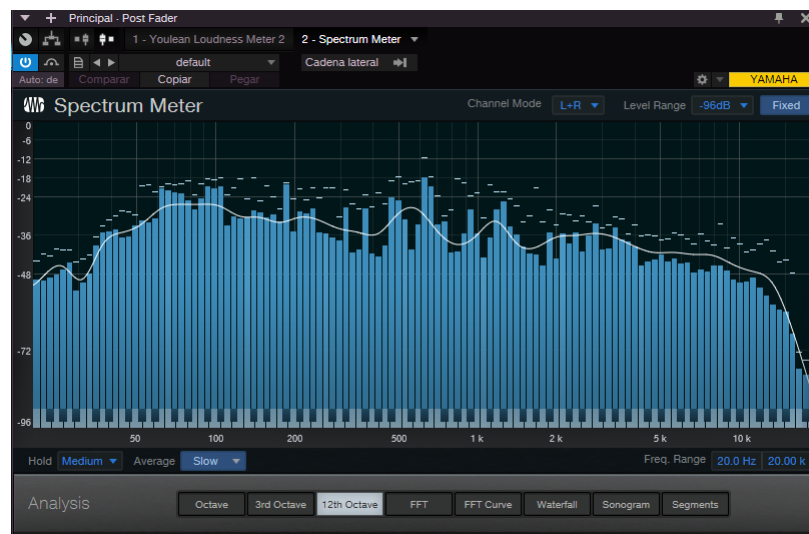 Principal - Post Fader
1 - Youlean Loudness Meter 2 2 - Spectrum Meter
default Cadena lateral
Auto: de Comparar Copiar Pegar YAMAHA
Spectrum Meter Channel Mode L+R Level Range -96dB Fixed
0
-6
-12
-18
-24
-36
-48
-72
-96
50 100 200 500 1 k 2 k 5 k 10 k
Hold Medium Average Slow Freq. Range 20.0 Hz 20.00 k
Analysis Octave 3rd Octave 12th Octave FFT FFT Curve Waterfall Sonogram Segments